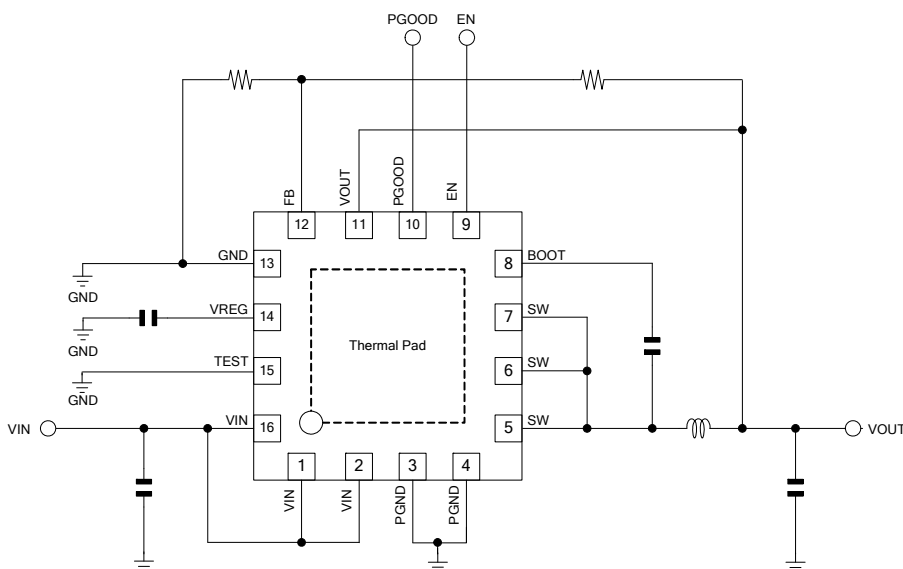 PGOOD
EN
FB
VOUT
PGOOD
EN
12
11
10
9
GND
13
8
BOOT
GND
VREG
14
7
SW
GND
Thermal Pad
TEST
15
6
SW
GND
VIN
VIN
16
5
SW
VOUT
1
2
3
4
VIN
VIN
PGND
PGND